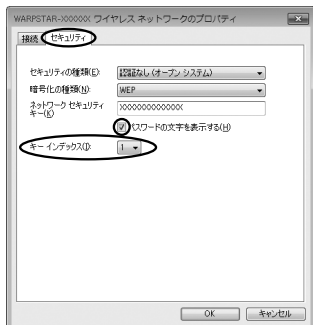 WARPSTAR-XXXXXX ワイヤレス ネットワークのプロパティ
接続 セキュリティ
セキュリティの種類(E): 認証なし (オープン システム)
暗号化の種類(N): WEP
ネットワーク セキュリティ キー(K) XXXXXXXXXXXXX
パスワードの文字を表示する(H)
キー インデックス(I): 1
OK キャンセル